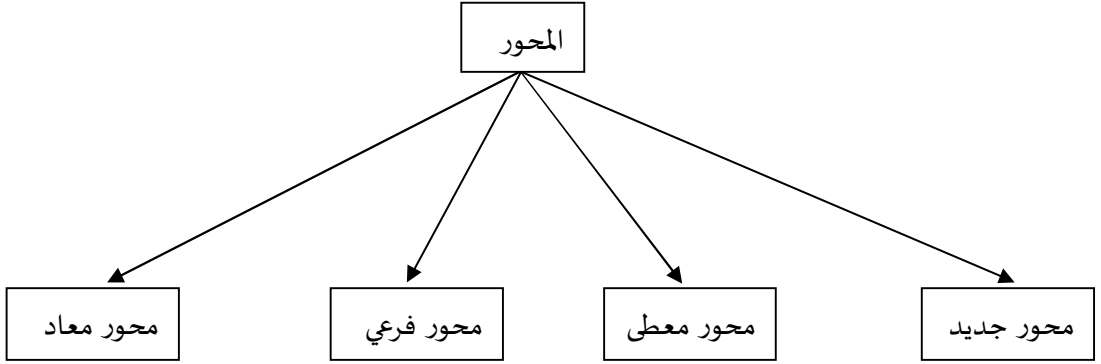 المحور
محور جديد
محور معطى
محور فرعي
محور معاد